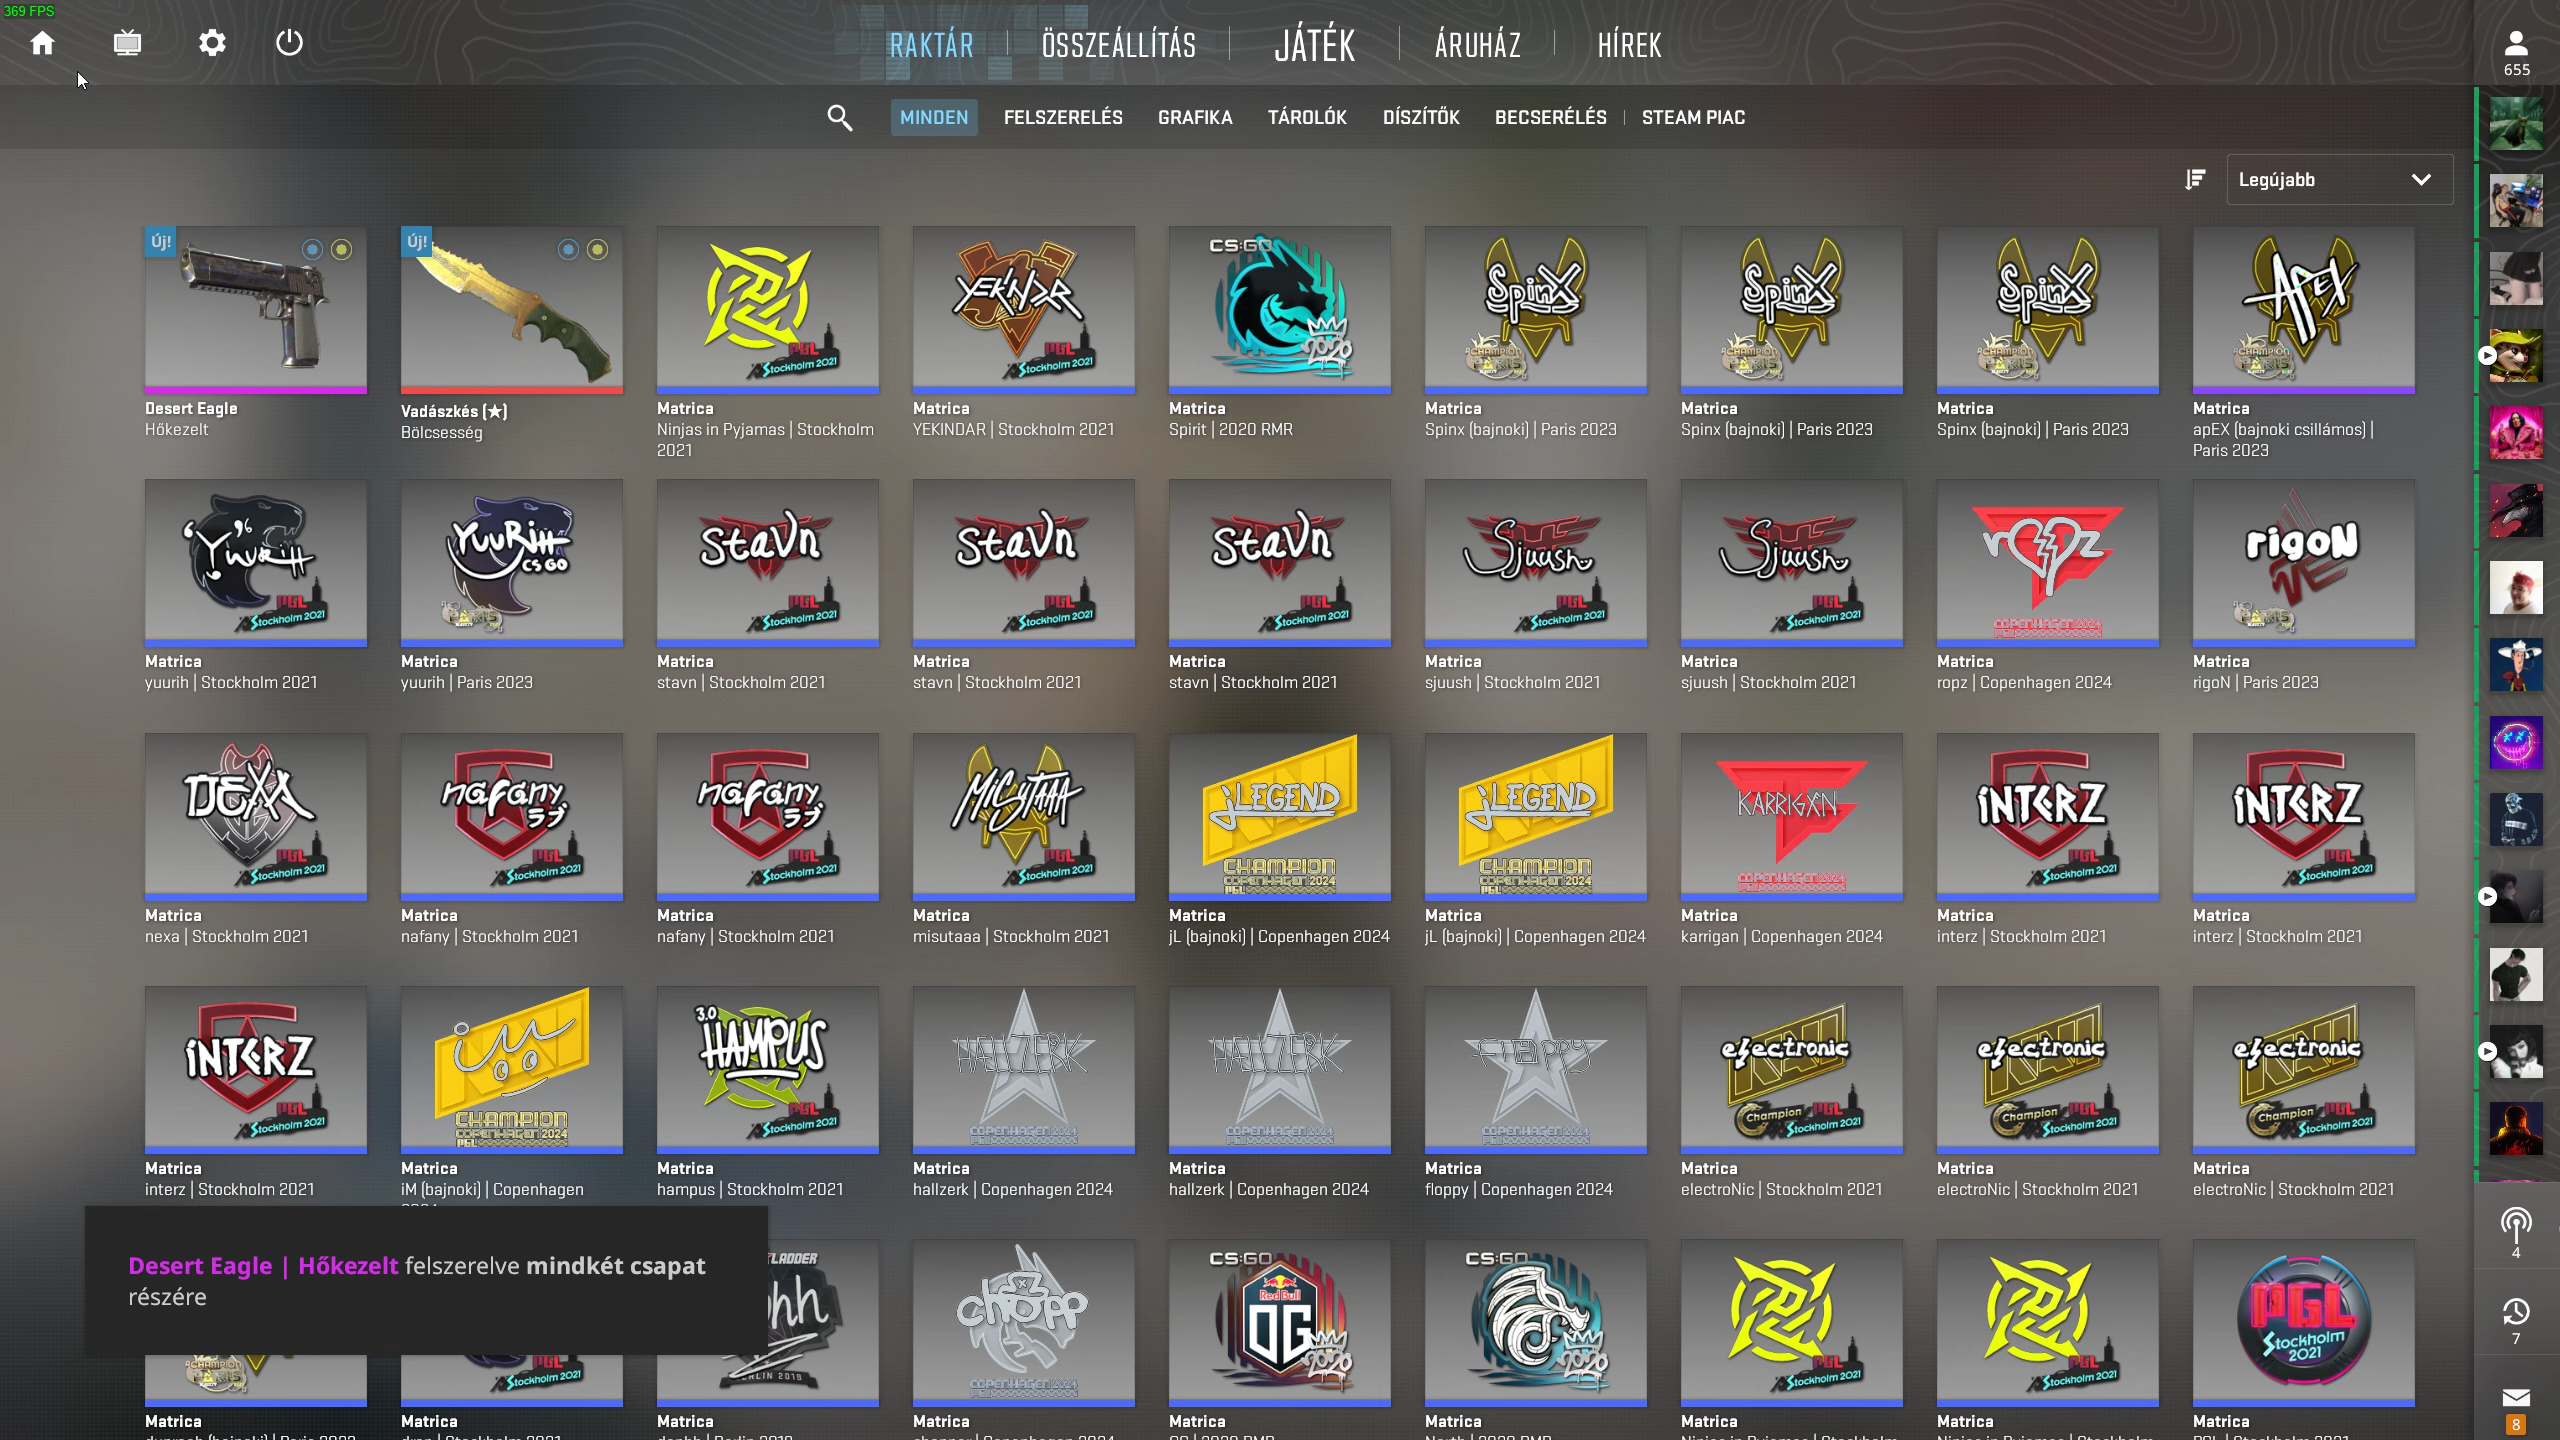 369 FPS
RAKTÁR
ÖSSZEÁLLÍTÁS
JÁTÉK
ÁRUHÁZ
HÍREK
655
MINDEN
FELSZERELÉS
GRAFIKA
TÁROLÓK
DÍSZÍTŐK
BECSERÉLÉS
STEAM PIAC
Legújabb
Új!
Desert Eagle
Hőkezelt
Új!
Vadászkés (★)
Bölcsesség
Matrica
Ninjas in Pyjamas | Stockholm
2021
Matrica
YEKINDAR | Stockholm 2021
Matrica
Spirit | 2020 RMR
Matrica
Spinx (bajnoki) | Paris 2023
Matrica
Spinx (bajnoki) | Paris 2023
Matrica
Spinx (bajnoki) | Paris 2023
Matrica
apEX (bajnoki csillámos) |
Paris 2023
Matrica
yuurih | Stockholm 2021
Matrica
yuurih | Paris 2023
Matrica
stavn | Stockholm 2021
Matrica
stavn | Stockholm 2021
Matrica
stavn | Stockholm 2021
Matrica
sjuush | Stockholm 2021
Matrica
sjuush | Stockholm 2021
Matrica
ropz | Copenhagen 2024
Matrica
rigoN | Paris 2023
Matrica
nexa | Stockholm 2021
Matrica
nafany | Stockholm 2021
Matrica
nafany | Stockholm 2021
Matrica
misutaaa | Stockholm 2021
Matrica
jL (bajnoki) | Copenhagen 2024
Matrica
jL (bajnoki) | Copenhagen 2024
Matrica
karrigan | Copenhagen 2024
Matrica
interz | Stockholm 2021
Matrica
interz | Stockholm 2021
Matrica
interz | Stockholm 2021
Matrica
iM (bajnoki) | Copenhagen
Matrica
hampus | Stockholm 2021
Matrica
hallzerk | Copenhagen 2024
Matrica
hallzerk | Copenhagen 2024
Matrica
floppy | Copenhagen 2024
Matrica
electroNic | Stockholm 2021
Matrica
electroNic | Stockholm 2021
Matrica
electroNic | Stockholm 2021
Desert Eagle | Hőkezelt felszerelve mindkét csapat
részére
Matrica
Matrica
Matrica
Matrica
Matrica
Matrica
Matrica
Matrica
Matrica
4
7
8